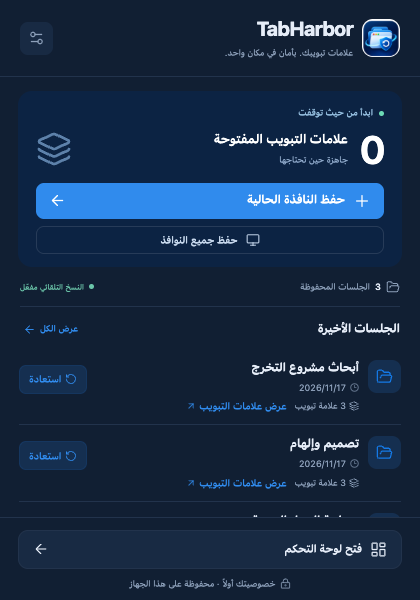 TabHarbor
علامات تبويبك. بأمان في مكان واحد.
ابدأ من حيث توقفت
0
علامات التبويب المفتوحة
جاهزة حين تحتاجها
حفظ النافذة الحالية
حفظ جميع النوافذ
3 الجلسات المحفوظة
النسخ التلقائي مفعّل
الجلسات الأخيرة
عرض الكل
أبحاث مشروع التخرج
2026/11/17
3 علامة تبويب
عرض علامات التبويب
استعادة
تصميم وإلهام
2026/11/17
3 علامة تبويب
عرض علامات التبويب
استعادة
فتح لوحة التحكم
خصوصيتك أولاً · محفوظة على هذا الجهاز